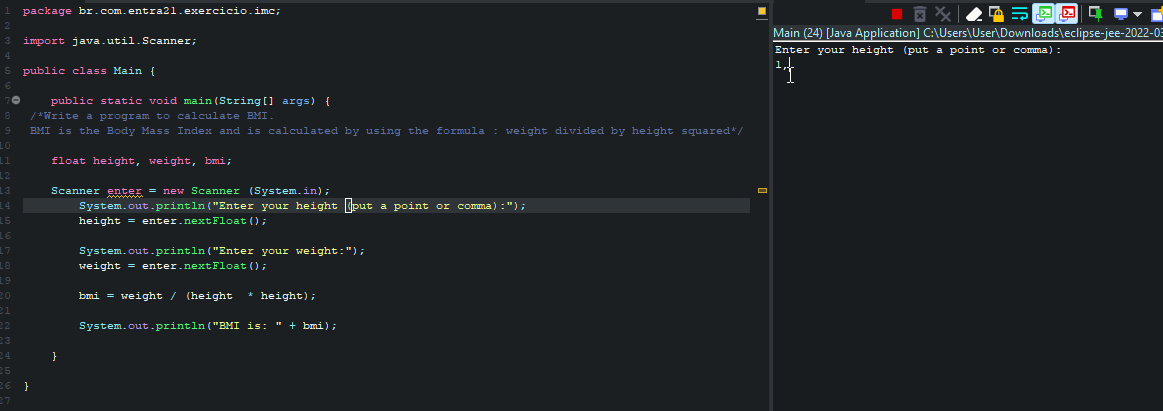 1 package br.com.entra21.exercicio.imc;
2
3 import java.util.Scanner;
4
5 public class Main {
6
7 public static void main(String[] args) {
8 /*Write a program to calculate BMI.
9 BMI is the Body Mass Index and is calculated by using the formula : weight divided by height squared*/
10
11 float height, weight, bmi;
12
13 Scanner enter = new Scanner (System.in);
14 System.out.println("Enter your height (put a point or comma):");
15 height = enter.nextFloat();
16
17 System.out.println("Enter your weight:");
18 weight = enter.nextFloat();
19
20 bmi = weight / (height  * height);
21
22 System.out.println("BMI is: " + bmi);
23
24 }
25
26 }
27
Main (24) [Java Application] C:\Users\User\Downloads\eclipse-jee-2022-03
Enter your height (put a point or comma):
1,